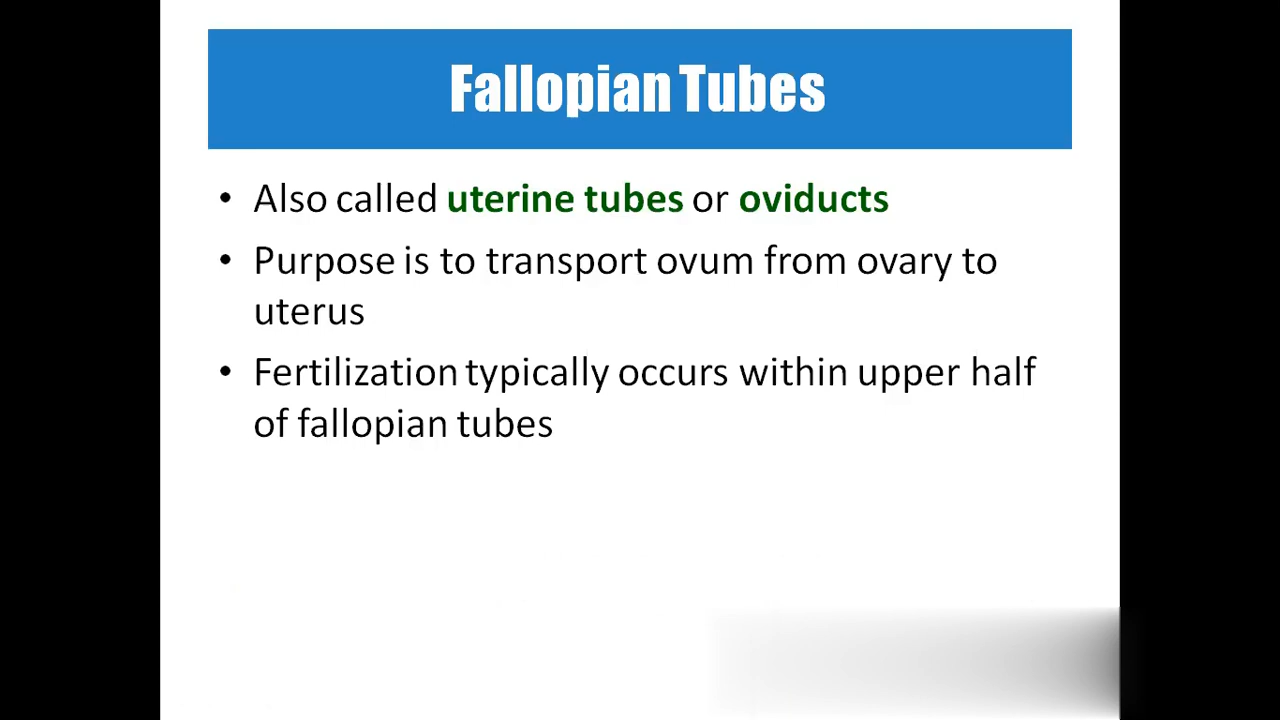 Fallopian Tubes
• Also called uterine tubes or oviducts
• Purpose is to transport ovum from ovary to
uterus
• Fertilization typically occurs within upper half
of fallopian tubes